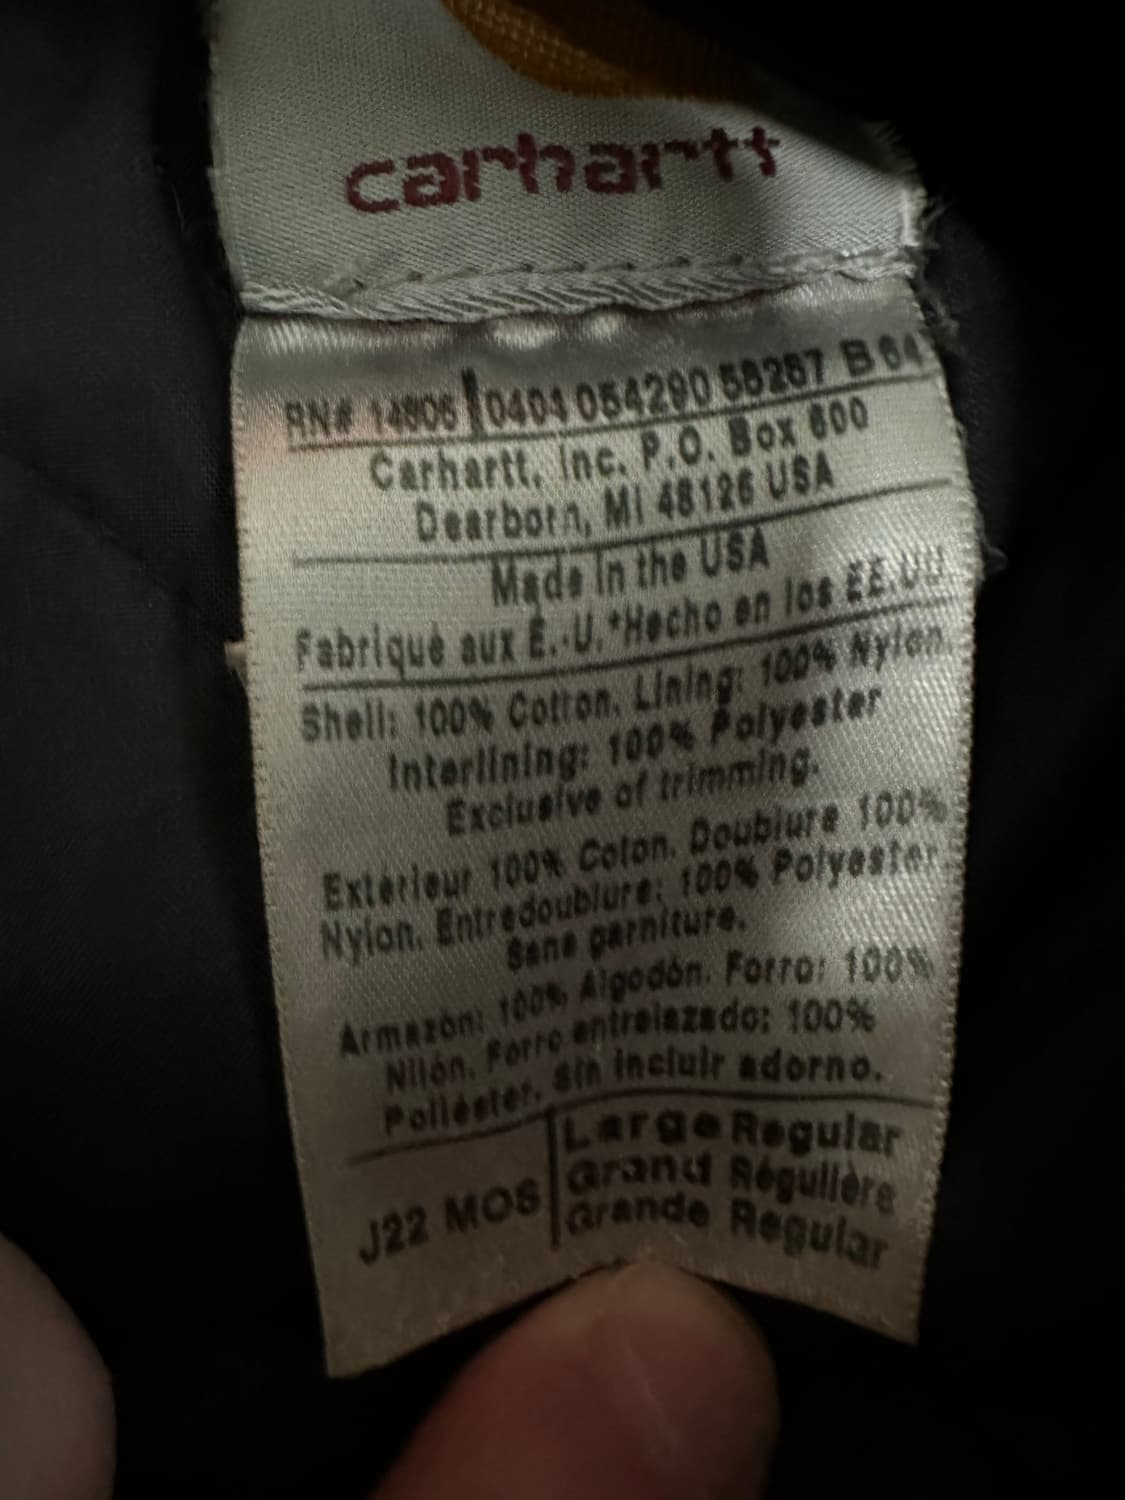 carhartt
RN# 14806 0404 054290 58287 B 64
Carhartt, Inc. P.O. Box 600
Dearborn, MI 48126 USA
Made in the USA
Fabriqué aux É.-U.*Hecho en los EE.UU.
Shell: 100% Cotton. Lining: 100% Nylon.
Interlining: 100% Polyester
Exclusive of trimming.
Extérieur 100% Coton. Doublure 100%
Nylon. Entredoublure: 100% Polyester.
Sans garniture.
Armazón: 100% Algodón. Forro: 100%
Nilón. Forro entrelazado: 100%
Poliéster. Sin incluir adorno.
J22 MOS
Large Regular
Grand Régulière
Grande Regular